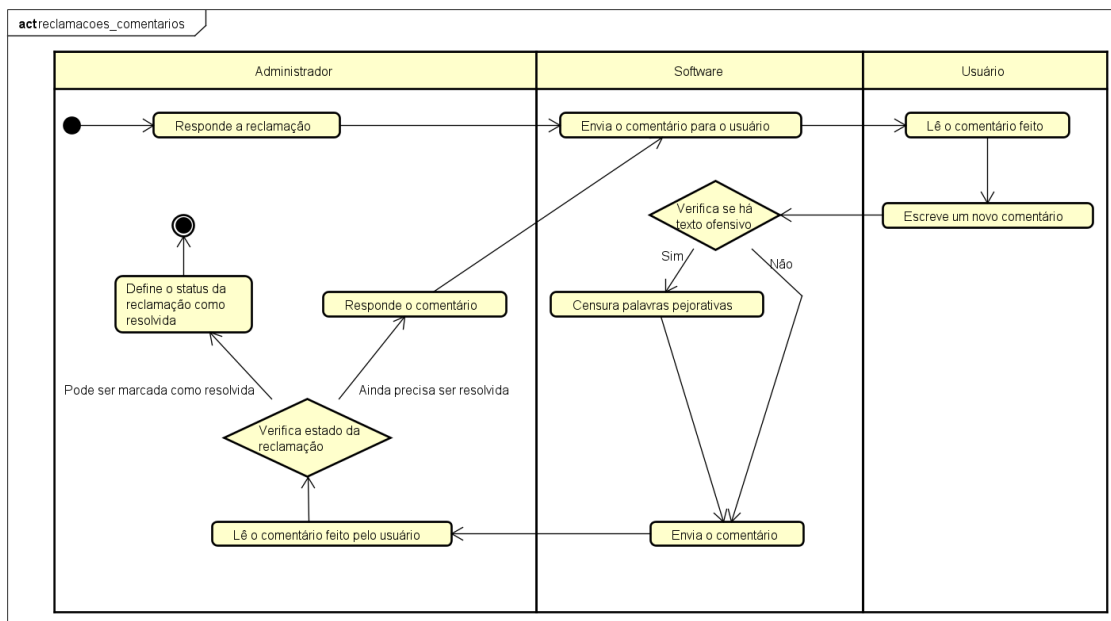 act reclamacoes_comentarios
Administrador
Software
Usuário
Responde a reclamação
Envia o comentário para o usuário
Lê o comentário feito
Verifica se há
texto ofensivo
Escreve um novo comentário
Sim
Não
Define o status da
reclamação como
resolvida
Responde o comentário
Censura palavras pejorativas
Pode ser marcada como resolvida
Ainda precisa ser resolvida
Verifica estado da
reclamação
Lê o comentário feito pelo usuário
Envia o comentário